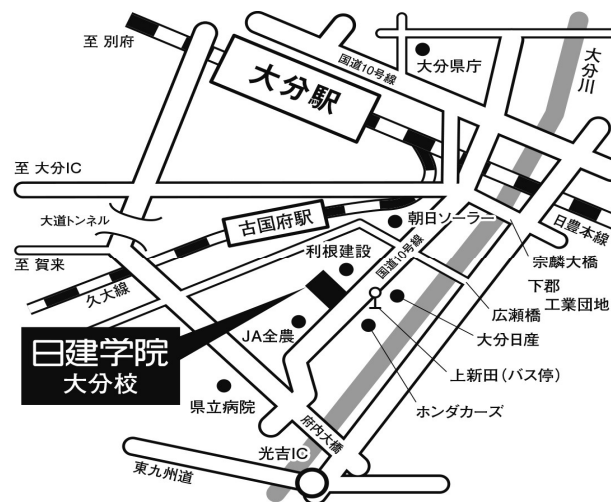 至 別府
国道10号線
大分県庁
大分川
大分駅
至 大分IC
大道トンネル
古国府駅
朝日ソーラー
日豊本線
至 賀来
利根建設
国道10号線
宗麟大橋
久大線
下郡
工業団地
広瀬橋
日建学院
大分校
JA全農
大分日産
上新田(バス停)
県立病院
ホンダカーズ
府内大橋
光吉IC
東九州道